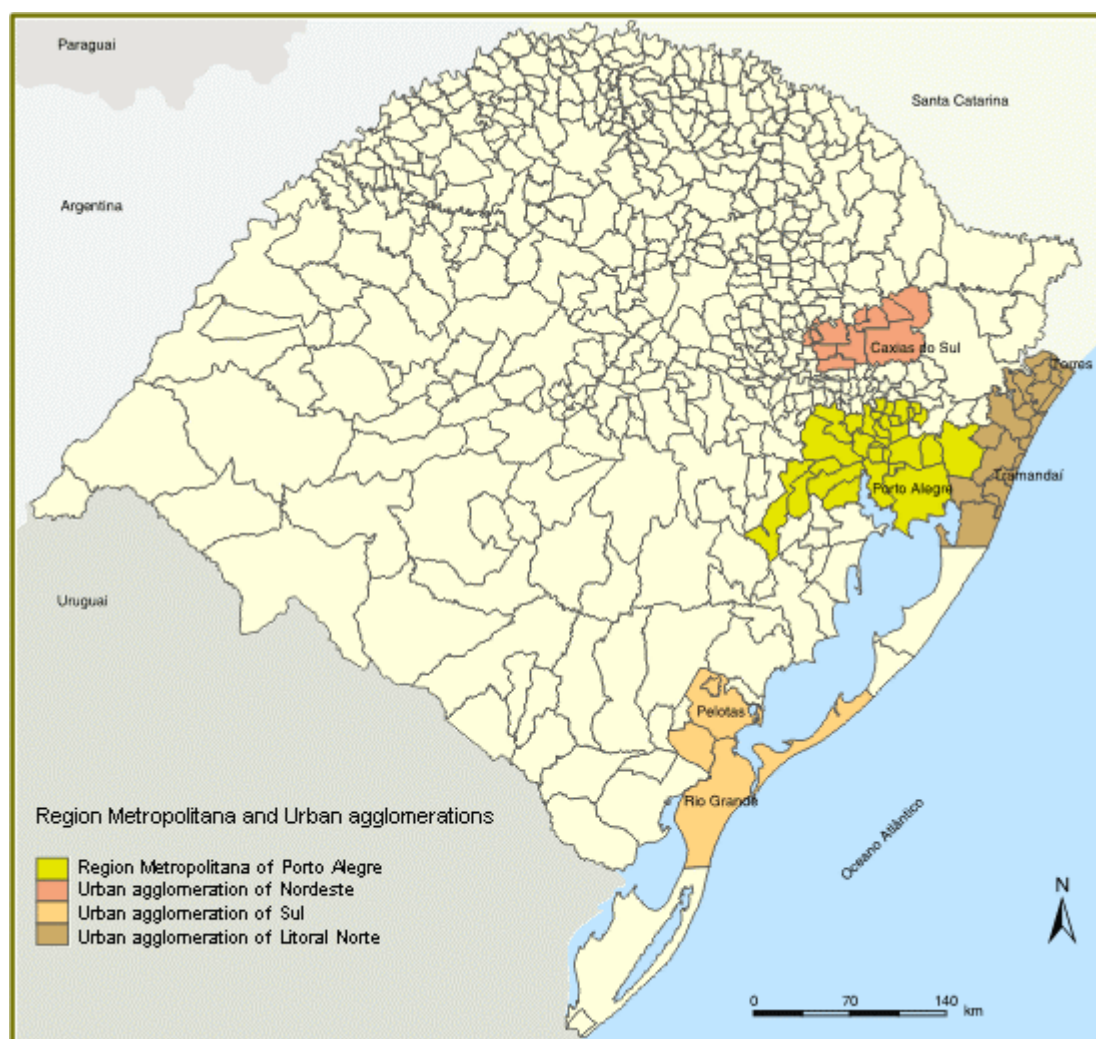 Paraguai
Santa Catarina
Argentina
Caxias do Sul
Torres
Tramandaí
Porto Alegre
Uruguai
Pelotas
Rio Grande
Oceano Atlântico
Region Metropolitana and Urban agglomerations
Region Metropolitana of Porto Alegre
Urban agglomeration of Nordeste
Urban agglomeration of Sul
Urban agglomeration of Litoral Norte
N
0 70 140
km